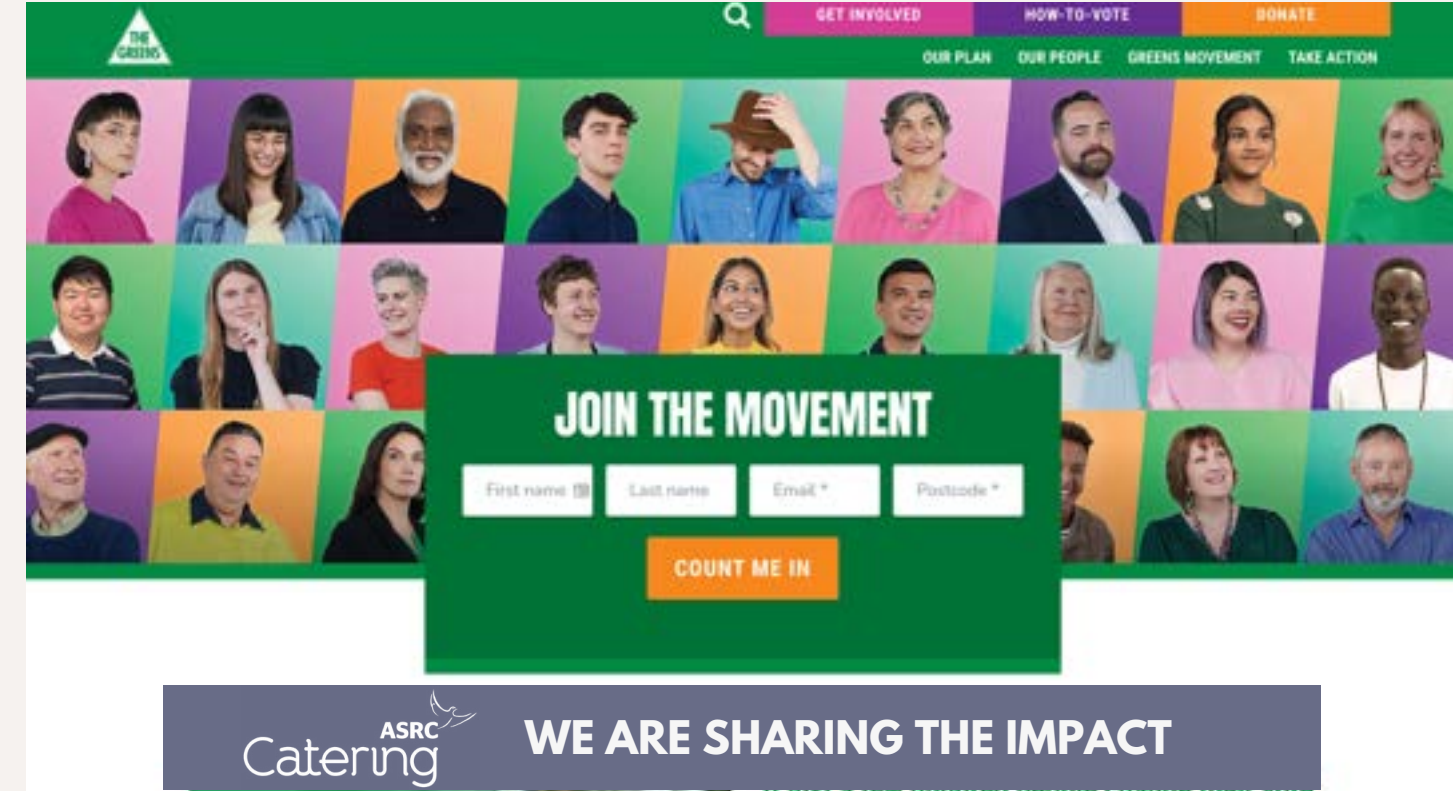 THE
GREENS
GET INVOLVED
HOW-TO-VOTE
DONATE
OUR PLAN
OUR PEOPLE
GREENS MOVEMENT
TAKE ACTION
JOIN THE MOVEMENT
First name
Last name
Email *
Postcode *
COUNT ME IN
ASRC
Catering
WE ARE SHARING THE IMPACT